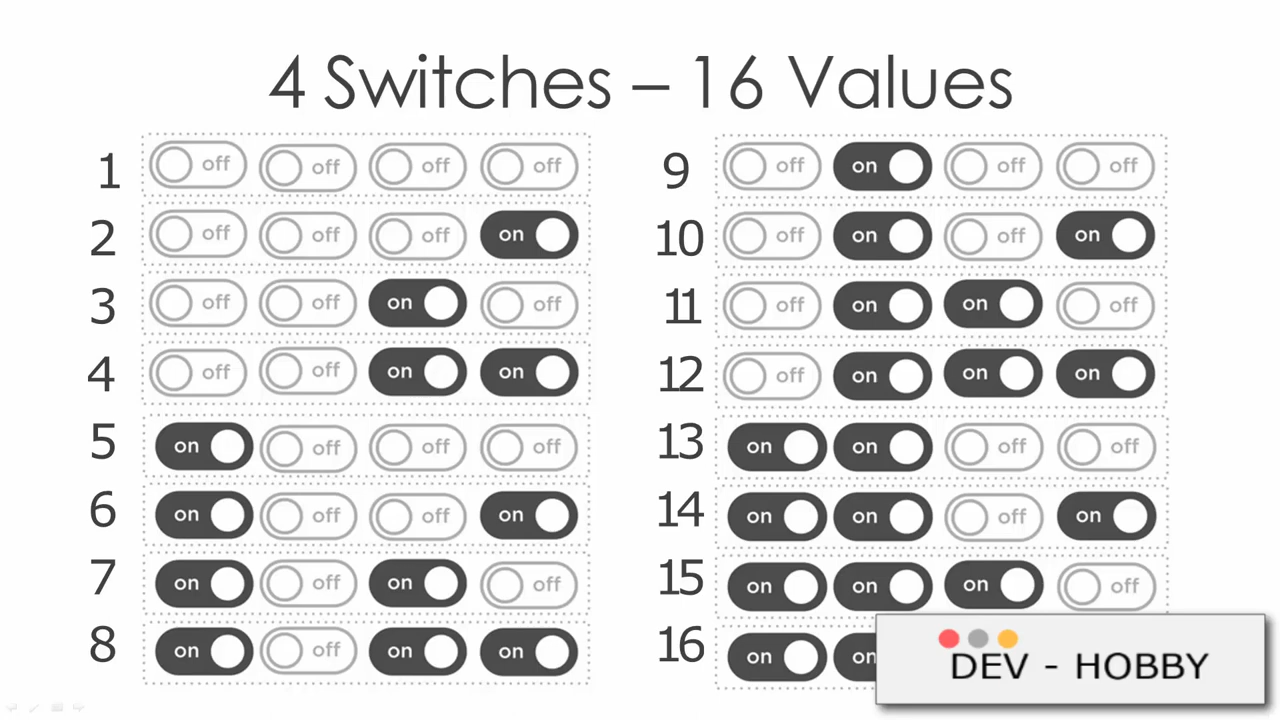 4 Switches – 16 Values
1 off off off off
2 off off off on
3 off off on off
4 off off on on
5 on off off off
6 on off off on
7 on off on off
8 on off on on
9 off on off off
10 off on off on
11 off on on off
12 off on on on
13 on on off off
14 on on off on
15 on on on off
16 on on
DEV - HOBBY